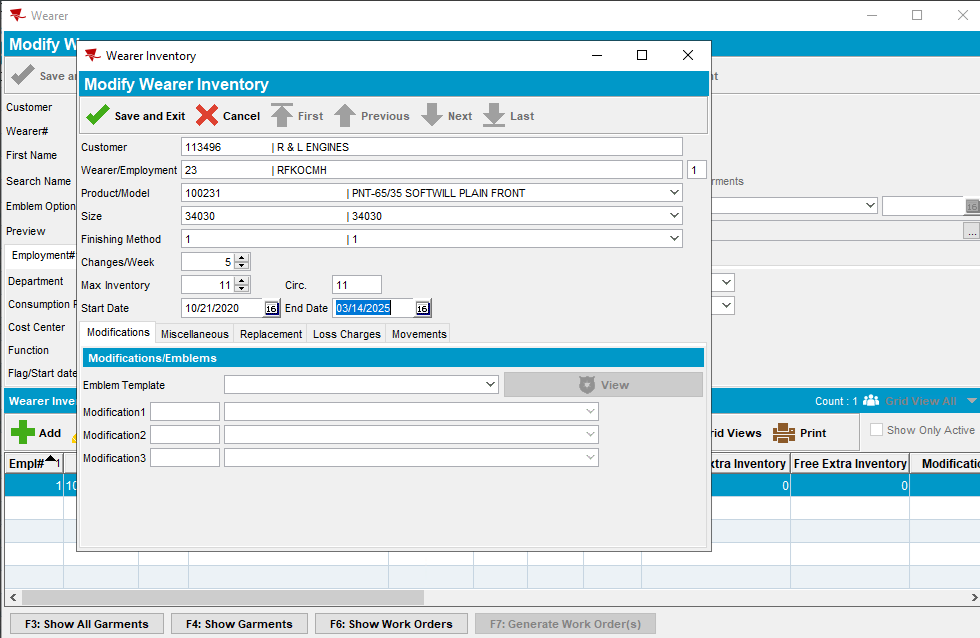 Wearer
Modify W
Wearer Inventory
Modify Wearer Inventory
Save an
nt
Save and Exit Cancel First Previous Next Last
Customer
Customer 113496 | R & L ENGINES
Wearer#
Wearer/Employment 23 | RFKOCMH 1
First Name
Search Name
Product/Model 100231 | PNT-65/35 SOFTWILL PLAIN FRONT
rments
Emblem Option
Size 34030 | 34030
16
Preview
Finishing Method 1 | 1
...
Employment#
Changes/Week 5
Department
Max Inventory 11 Circ. 11
Consumption P
Start Date 10/21/2020 16 End Date 03/14/2025 16
Cost Center
Modifications Miscellaneous Replacement Loss Charges Movements
Function
Modifications/Emblems
Flag/Start date
Emblem Template View
Wearer Inve
Count : 1 Grid View All
Modification1
Add
Modification2
rid Views Print Show Only Active
Modification3
Empl# 1 xtra Inventory Free Extra Inventory Modificatio
1 10 0 0
F3: Show All Garments F4: Show Garments F6: Show Work Orders F7: Generate Work Order(s)